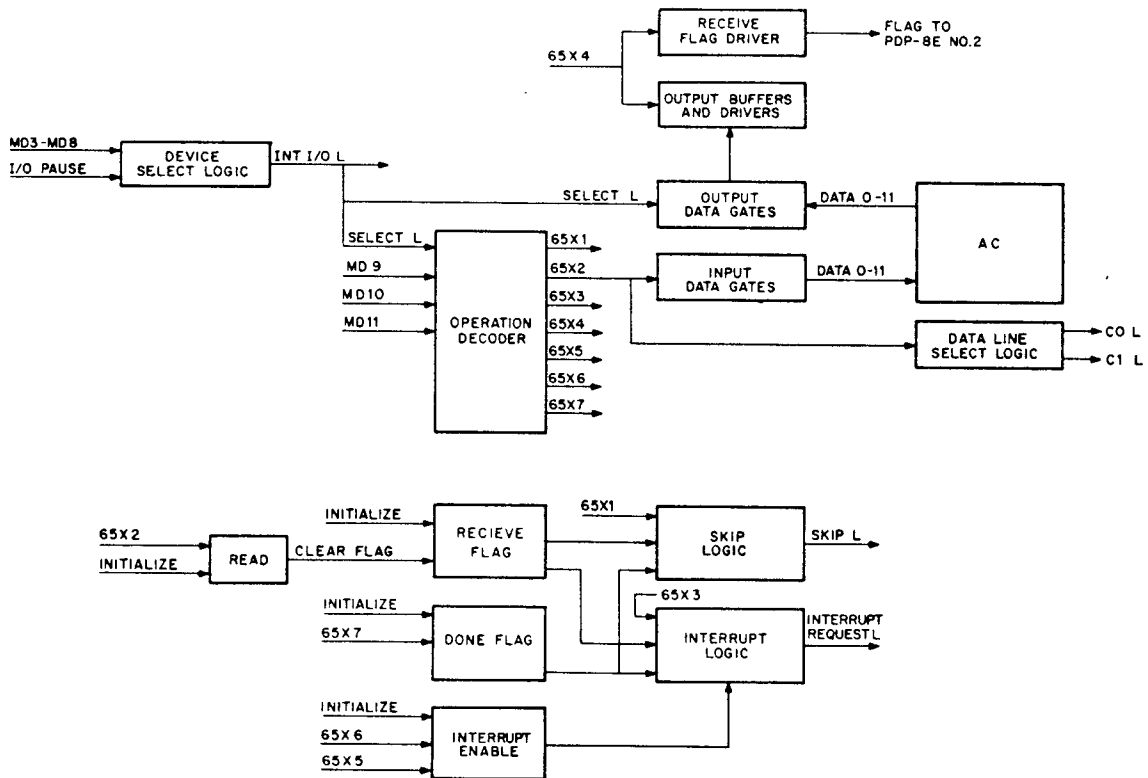 RECEIVE
FLAG DRIVER
FLAG TO
PDP-8E NO.2
65X4
OUTPUT BUFFERS
AND DRIVERS
MD3-MD8
I/O PAUSE
DEVICE
SELECT LOGIC
INT I/O L
SELECT L
OUTPUT
DATA GATES
DATA 0-11
AC
SELECT L
MD 9
MD10
MD11
OPERATION
DECODER
65X1
65X2
65X3
65X4
65X5
65X6
65X7
INPUT
DATA GATES
DATA 0-11
DATA LINE
SELECT LOGIC
C0 L
C1 L
65X2
INITIALIZE
READ
CLEAR FLAG
INITIALIZE
RECIEVE
FLAG
65X1
SKIP
LOGIC
SKIP L
INITIALIZE
65X7
DONE FLAG
65X3
INTERRUPT
LOGIC
INTERRUPT
REQUEST L
INITIALIZE
65X6
65X5
INTERRUPT
ENABLE